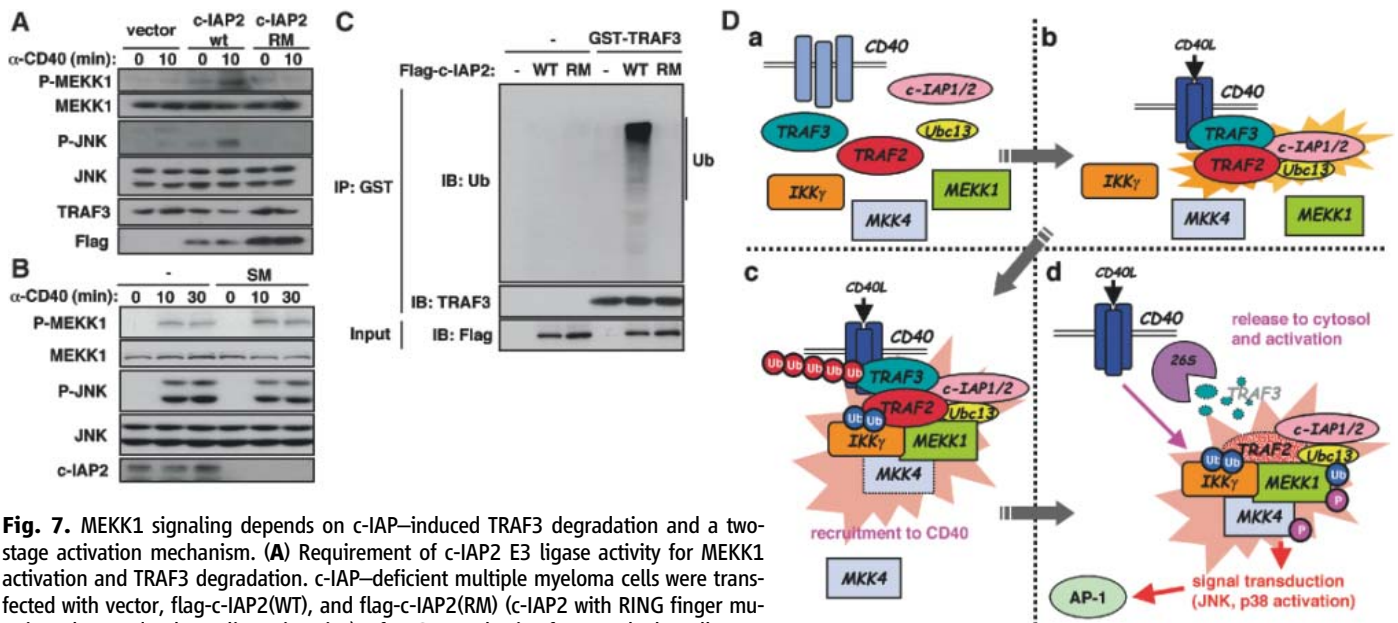 A
vector
c-IAP2 wt
c-IAP2 RM
α-CD40 (min): 0 10 0 10 0 10
P-MEKK1
MEKK1
P-JNK
JNK
TRAF3
Flag
B
- SM
α-CD40 (min): 0 10 30 0 10 30
P-MEKK1
MEKK1
P-JNK
JNK
c-IAP2
C
- GST-TRAF3
Flag-c-IAP2: - WT RM - WT RM
IP: GST
IB: Ub
Ub
IB: TRAF3
Input
IB: Flag
D
a
CD40
c-IAP1/2
TRAF3
Ubc13
TRAF2
IKKγ
MEKK1
MKK4
b
CD40L
CD40
TRAF3
c-IAP1/2
TRAF2
Ubc13
IKKγ
MKK4
MEKK1
c
CD40L
CD40
Ub Ub Ub Ub Ub
TRAF3
c-IAP1/2
TRAF2
Ubc13
Ub Ub
IKKγ
MEKK1
MKK4
recruitment to CD40
MKK4
d
CD40L
CD40
release to cytosol
and activation
26S
TRAF3
c-IAP1/2
TRAF2
Ubc13
Ub Ub
Ub
IKKγ
MEKK1
P
MKK4
P
signal transduction
(JNK, p38 activation)
AP-1
Fig. 7. MEKK1 signaling depends on c-IAP–induced TRAF3 degradation and a two-
stage activation mechanism. (A) Requirement of c-IAP2 E3 ligase activity for MEKK1
activation and TRAF3 degradation. c-IAP–deficient multiple myeloma cells were trans-
fected with vector, flag-c-IAP2(WT), and flag-c-IAP2(RM) (c-IAP2 with RING finger mu-